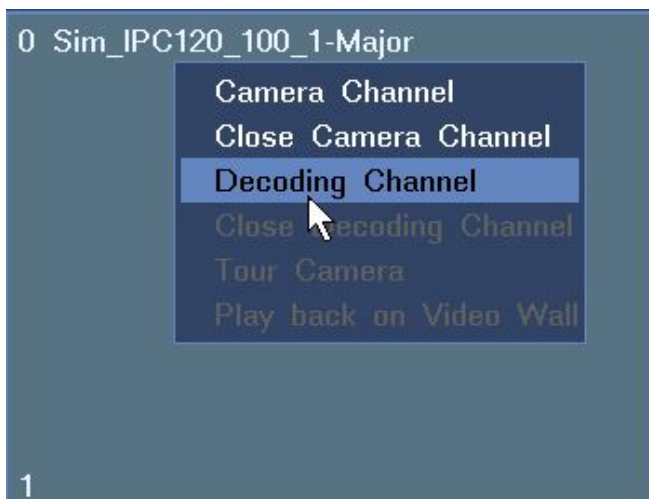 0 Sim_IPC120_100_1-Major
Camera Channel
Close Camera Channel
Decoding Channel
Close Decoding Channel
Tour Camera
Play back on Video Wall
1